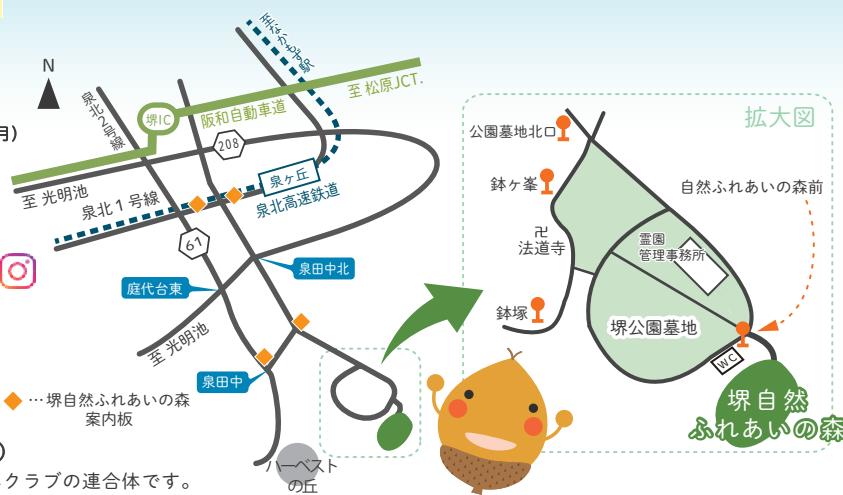 至なかもず駅
N
泉北2号線
堺IC
阪和自動車道
至 松原JCT.
月)
208
至 光明池
泉北1号線
泉ヶ丘
泉北高速鉄道
61
泉田中北
庭代台東
至 光明池
泉田中
◆…堺自然ふれあいの森
案内板
ハーベスト
の丘
)
クラブの連合体です。
拡大図
公園墓地北口
鉢ヶ峯
自然ふれあいの森前
卍
法道寺
霊園
管理事務所
鉢塚
堺公園墓地
WC
堺自然
ふれあいの森